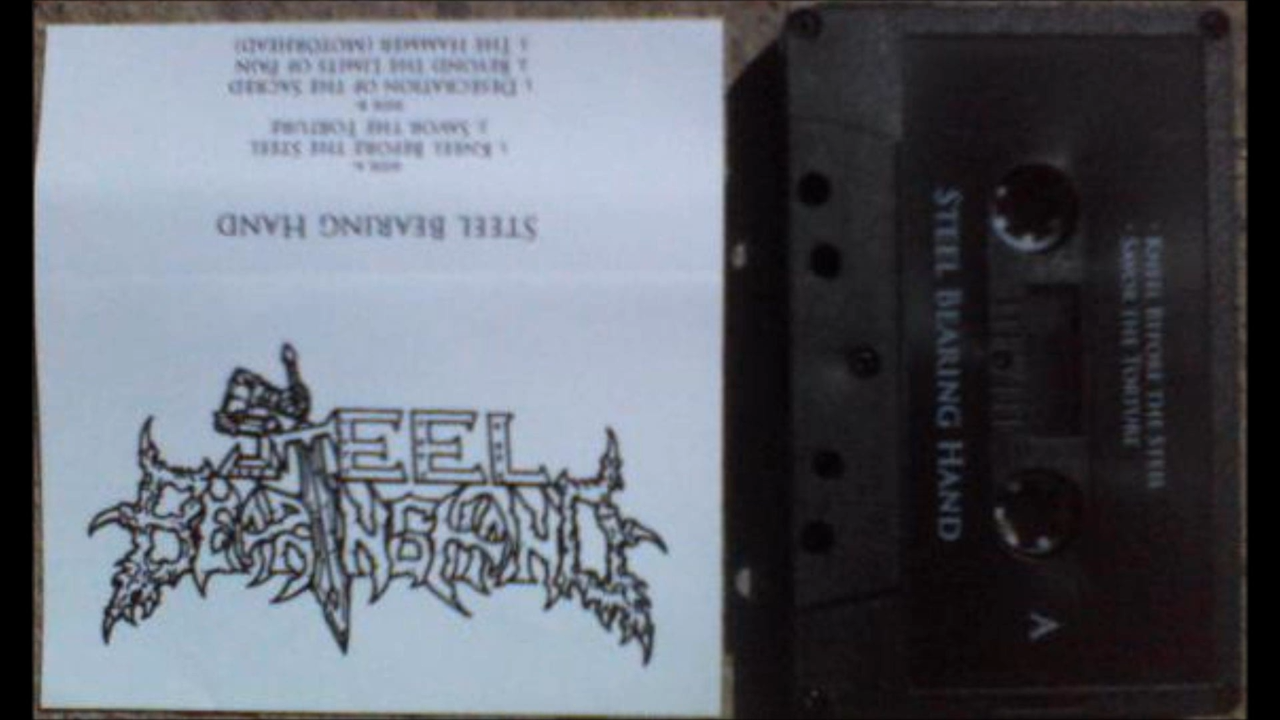 STEEL BEARING HAND
SIDE A:
1. KNEEL BEFORE THE STEEL
2. SAVOR THE TORTURE
SIDE B:
1. DESECRATION OF THE SACRED
2. BEYOND THE LIMITS OF PAIN
3. THE HAMMER (MOTORHEAD)
STEEL
BEARING HAND
STEEL BEARING HAND
KNEEL BEFORE THE STEEL
SAVOR THE TORTURE
A